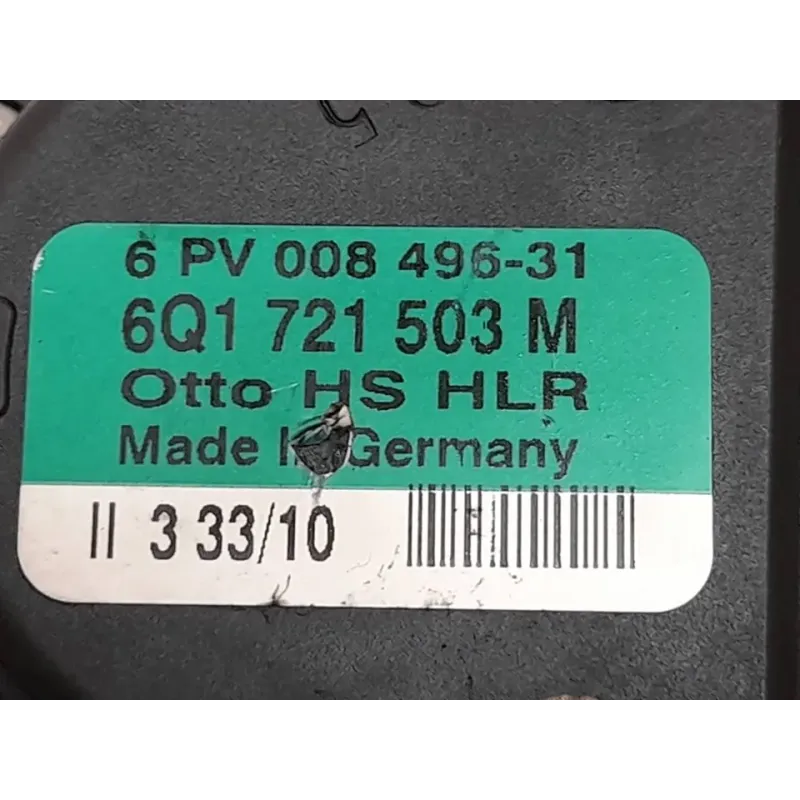 6 PV 008 496-31
6Q1 721 503 M
Otto HS HLR
Made Germany
II 3 33/10